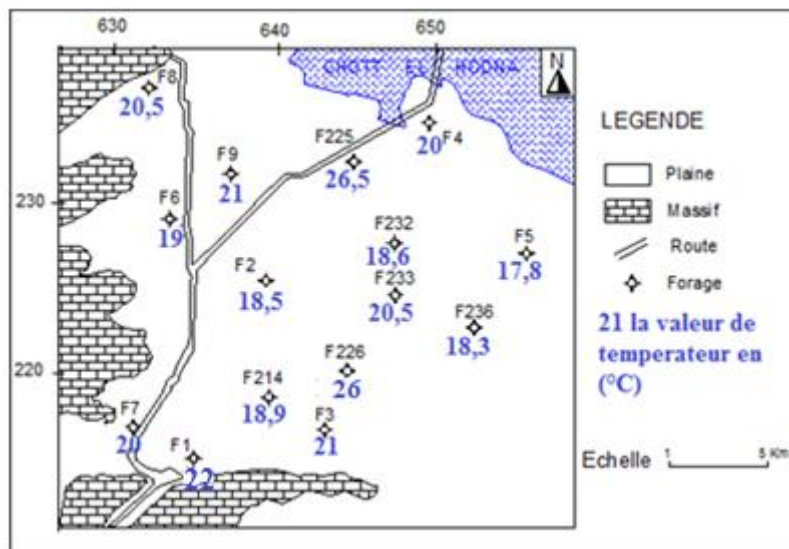 630 640 650
CHOTT EL HODNA
N
F8
20,5
F225
20 F4
F9
26,5
21
230
F6
19
F232
18,6
F5
17,8
F2
18,5
F233
20,5
F236
18,3
220
F226
26
F214
18,9
F7
20
F3
21
F1
22
LEGENDE
Plaine
Massif
Route
Forage
21 la valeur de
temperateur en
(°C)
Echelle 1 5 Km